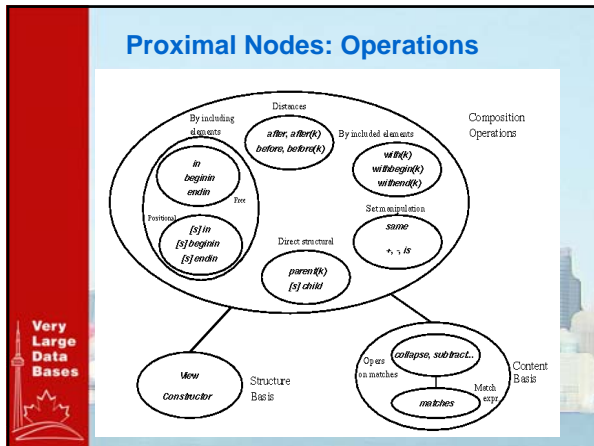 Proximal Nodes: Operations
Distances
after, after(k)
before, before(k)
By including
elements
in
beginin
endin
Free
Positional
[s] in
[s] beginin
[s] endin
By included elements
with(k)
withbegin(k)
withend(k)
Composition
Operations
Set manipulation
same
+, -, is
Direct structural
parent(k)
[s] child
View
Constructor
Structure
Basis
Opers
on matches
collapse, subtract...
Match
expr.
matches
Content
Basis
Very
Large
Data
Bases